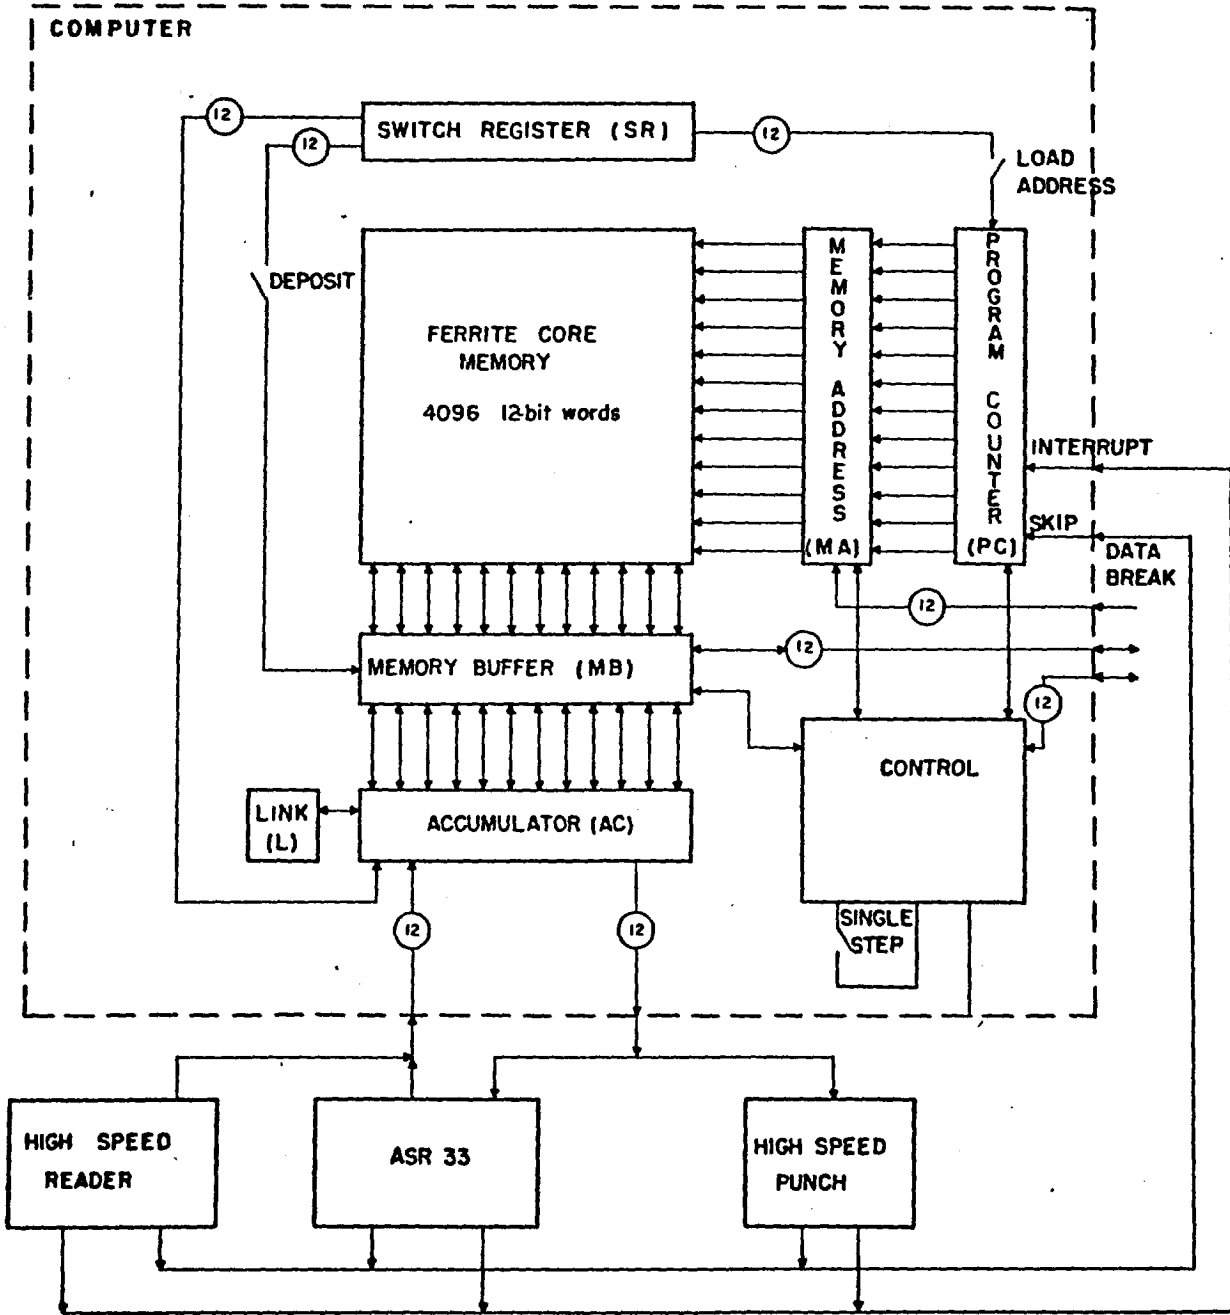 COMPUTER
12
12
SWITCH REGISTER (SR)
12
LOAD
ADDRESS
DEPOSIT
FERRITE CORE
MEMORY
4096 12-bit words
MEMORY ADDRESS
(MA)
PROGRAM COUNTER
(PC)
INTERRUPT
SKIP
DATA
BREAK
12
MEMORY BUFFER (MB)
12
12
CONTROL
LINK
(L)
ACCUMULATOR (AC)
12
12
SINGLE
STEP
HIGH SPEED
READER
ASR 33
HIGH SPEED
PUNCH